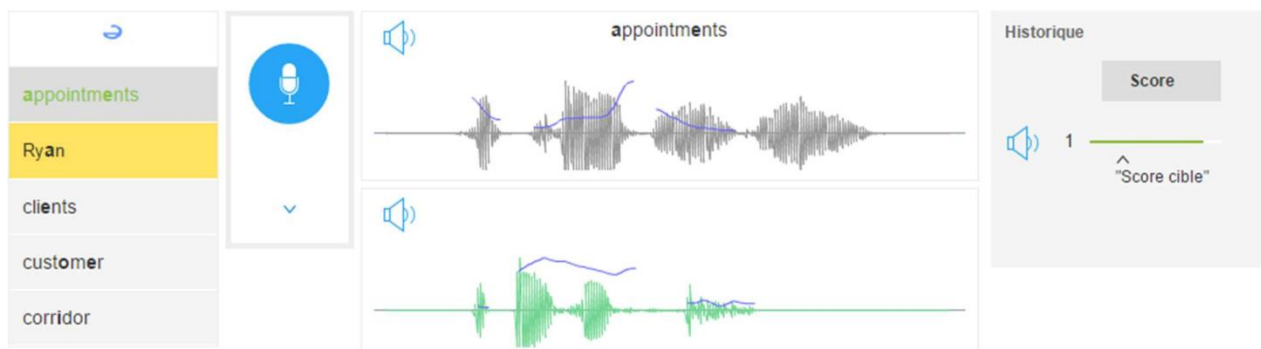 ə
appointments
Ryan
clients
customer
corridor
appointments
Historique
Score
1
"Score cible"